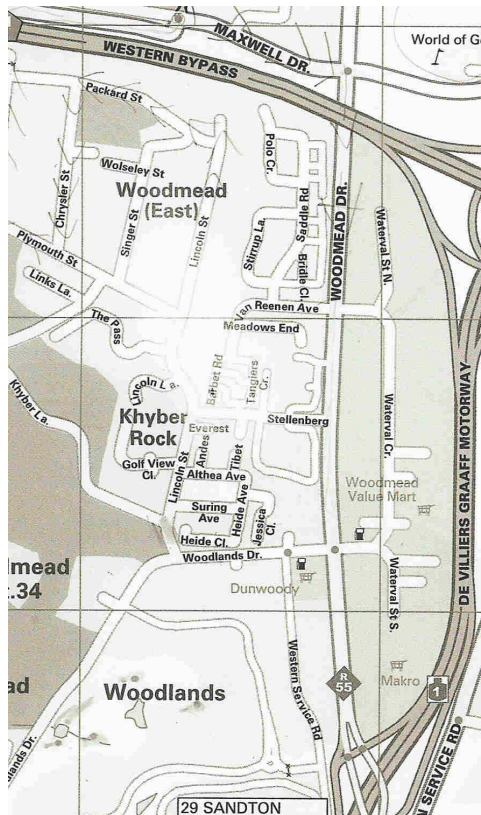 MAXWELL DR.
World of G
WESTERN BYPASS
Packard St
Polo Cr.
Wolseley St
Woodmead
(East)
Chrysler St
Singer St
Lincoln St
Stirrup La.
Saddle Rd
Bridle Cl.
WOODMEAD DR.
Waterval St N.
Plymouth St
Links La.
The Pass
Van Reenen Ave
Meadows End
Barbet Rd
Tanglers
Cr.
Lincoln La.
Khyber La.
Khyber
Rock
Everest
Stellenberg
Andes
Tibet
Golf View
Cl.
Lincoln St
Althea Ave
Suring
Ave
Heide Ave
Jessica
Cl.
Heide Cl.
Woodlands Dr.
Waterval Cr.
Woodmead
Value Mart
DE VILLIERS GRAAFF MOTORWAY
lmead
.34
Dunwoody
Waterval St S.
Western Service Rd
R
55
Makro
1
ad
Woodlands
dlands Dr.
N SERVICE RD
29 SANDTON